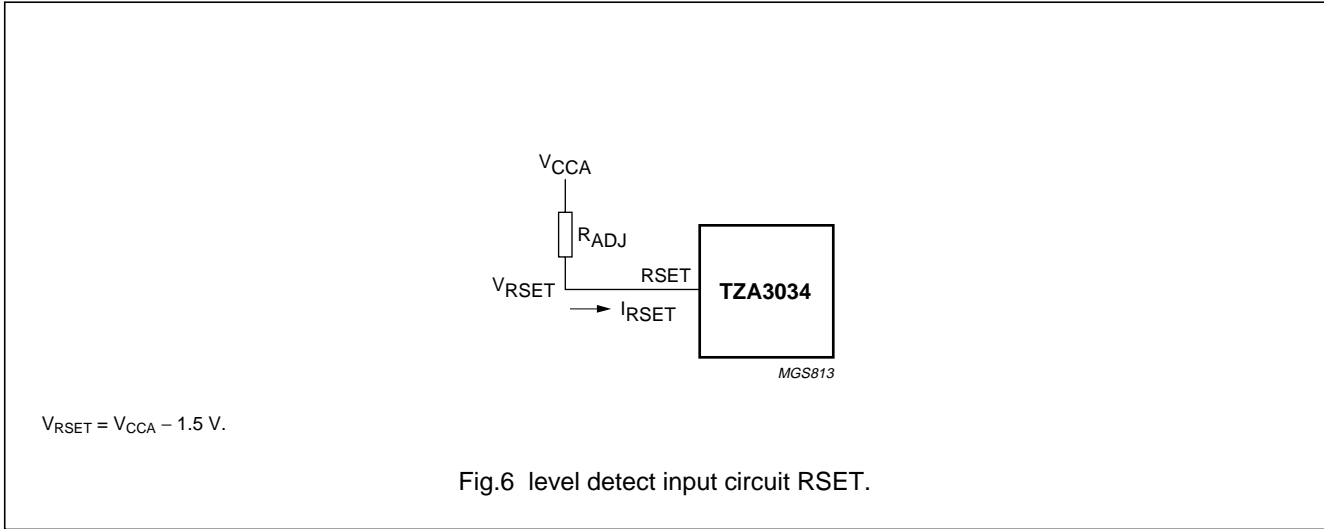 VCCA
RADJ
VRSET
RSET
IRSET
TZA3034
MGS813
VRSET = VCCA − 1.5 V.
Fig.6 level detect input circuit RSET.